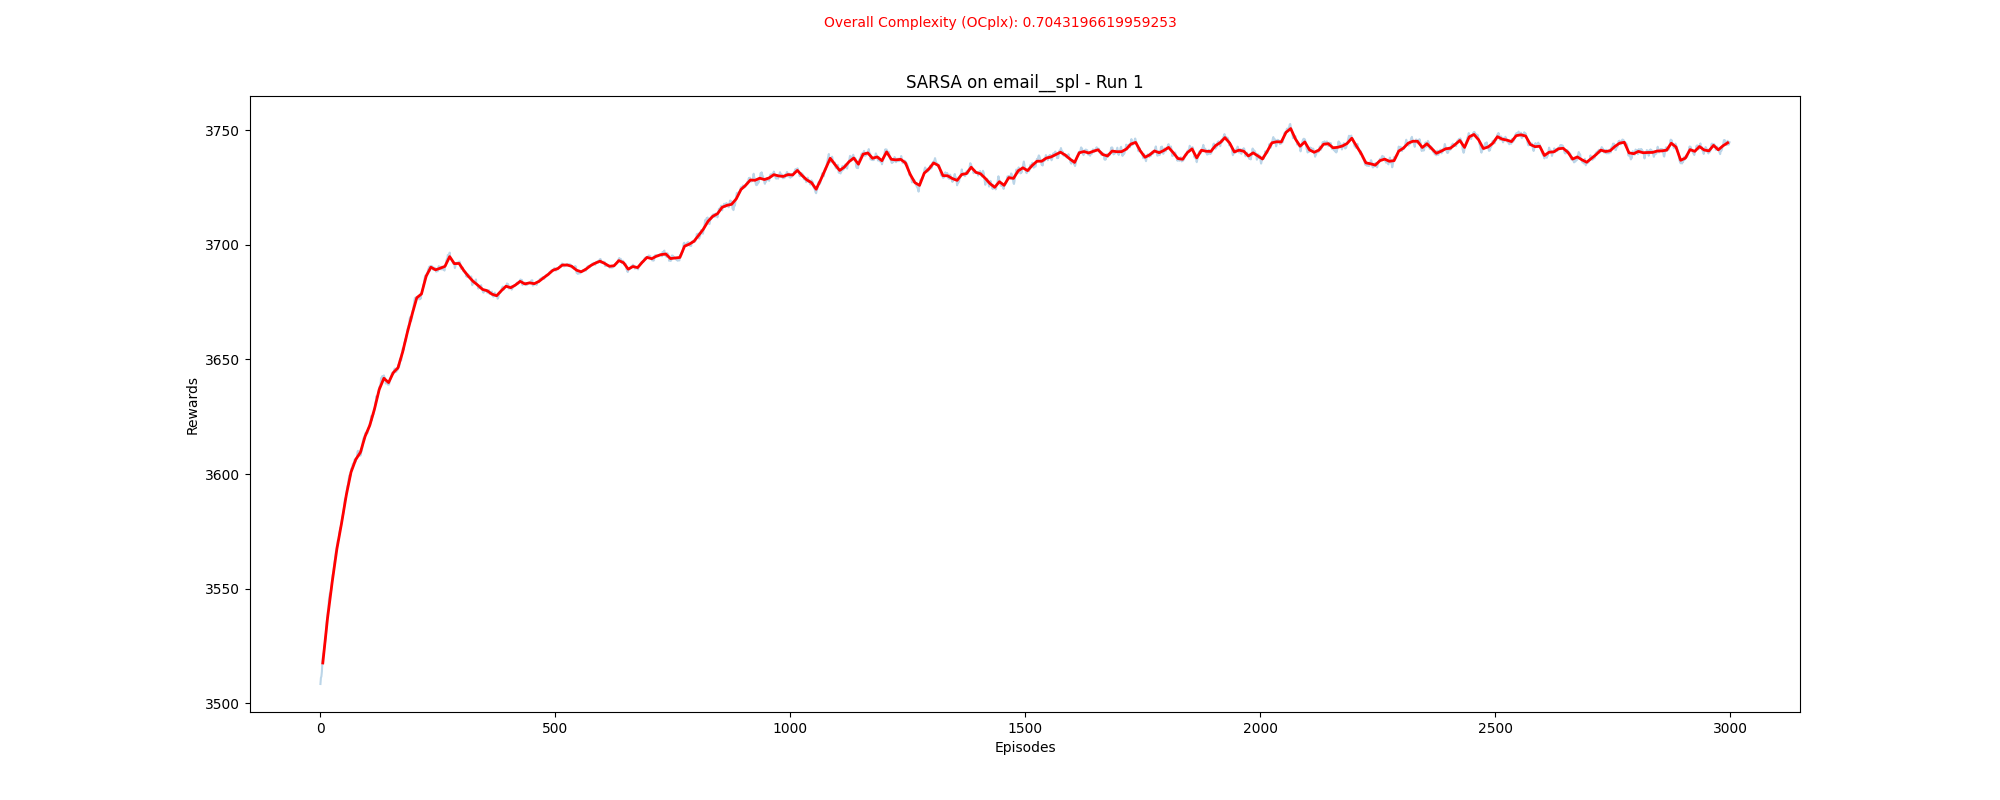 Overall Complexity (OCplx): 0.7043196619959253
SARSA on email__spl - Run 1
3750
3700
3650
3600
3550
3500
Rewards
0 500 1000 1500 2000 2500 3000
Episodes